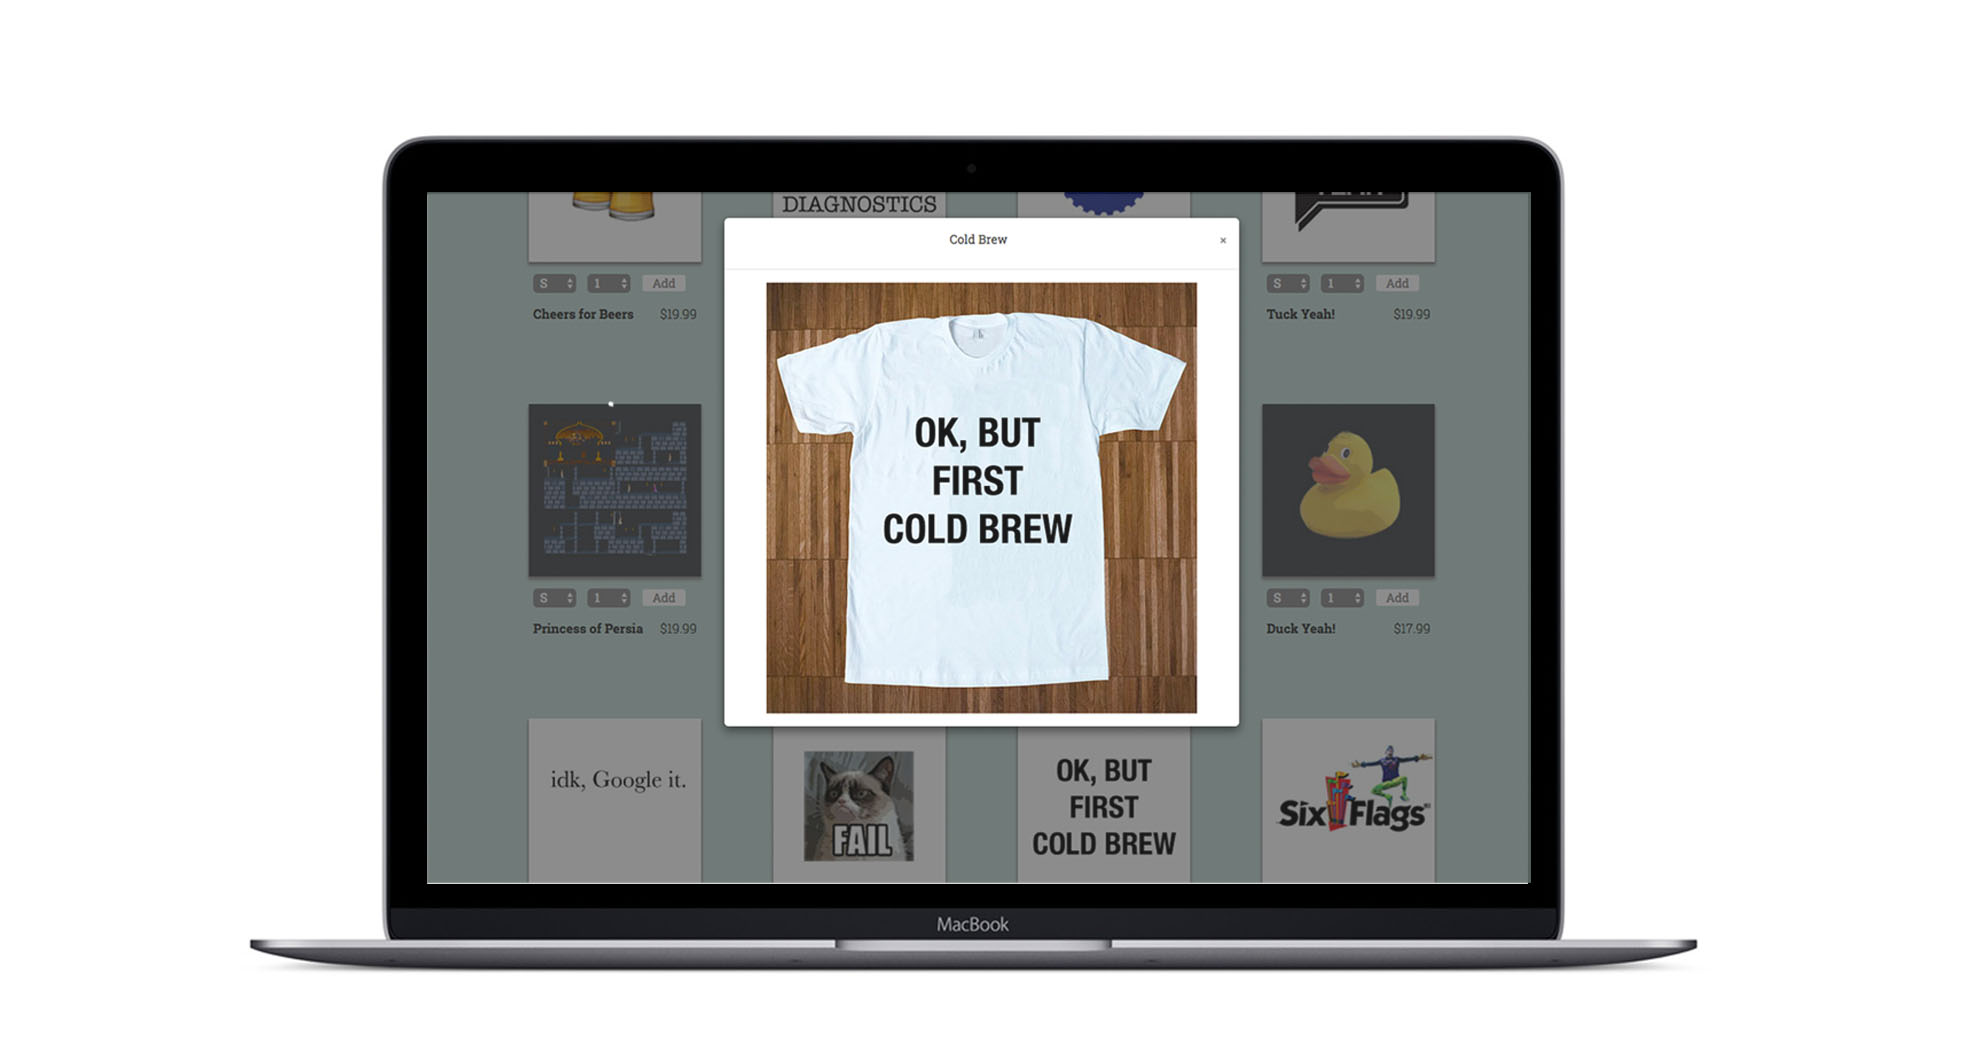 DIAGNOSTICS
Cold Brew
×
S 1 Add
Cheers for Beers $19.99
S 1 Add
Tuck Yeah! $19.99
OK, BUT
FIRST
COLD BREW
S 1 Add
Princess of Persia $19.99
S 1 Add
Duck Yeah! $17.99
idk, Google it.
FAIL
OK, BUT
FIRST
COLD BREW
Six Flags
MacBook